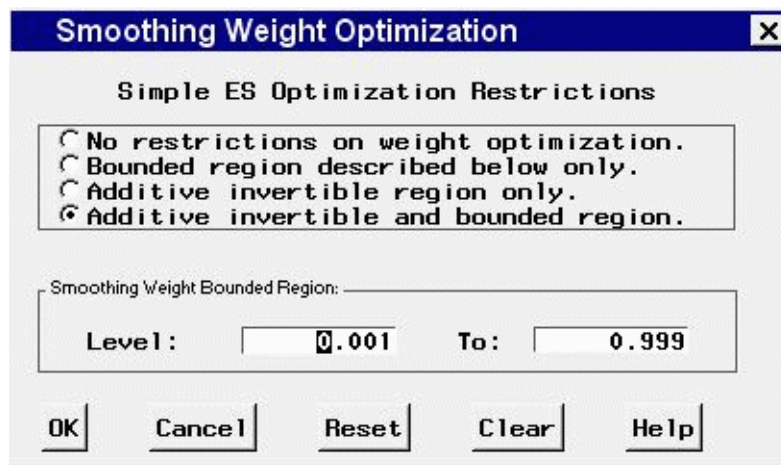 Smoothing Weight Optimization
Simple ES Optimization Restrictions
No restrictions on weight optimization.
Bounded region described below only.
Additive invertible region only.
Additive invertible and bounded region.
Smoothing Weight Bounded Region:
Level: 0.001 To: 0.999
OK Cancel Reset Clear Help